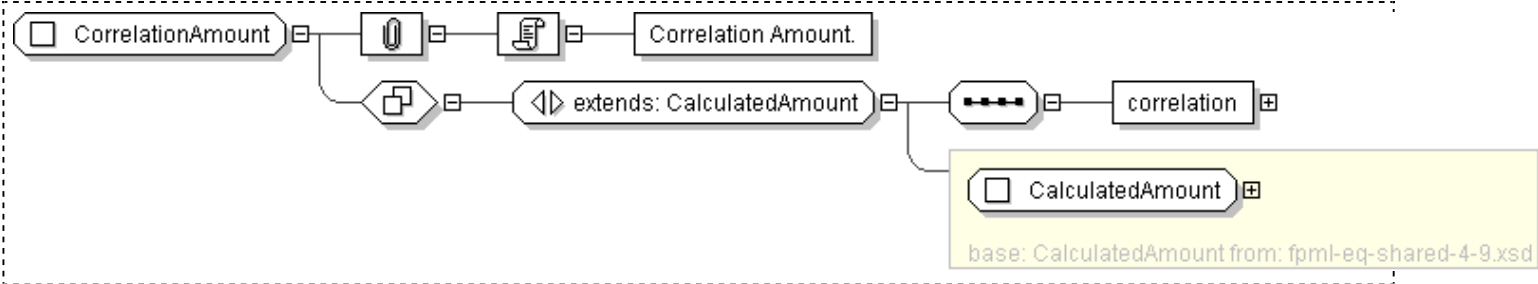 CorrelationAmount
Correlation Amount.
extends: CalculatedAmount
correlation
CalculatedAmount
base: CalculatedAmount from: fpml-eq-shared-4-9.xsd